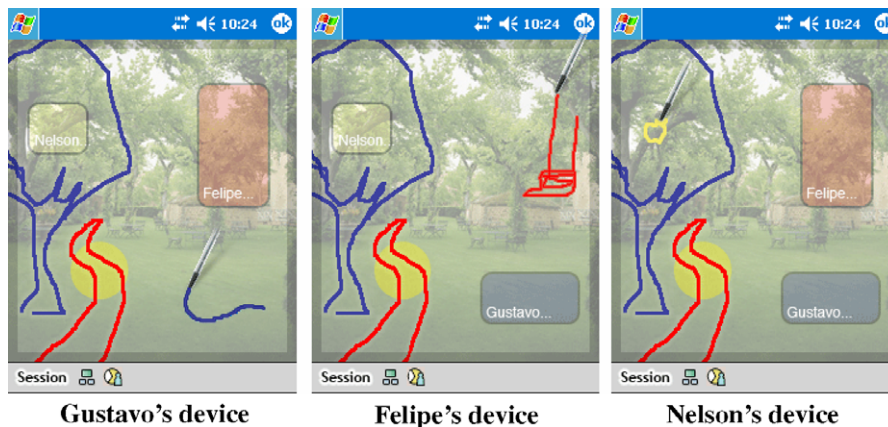 10:24 ok
Nelson...
Felipe...
Session
Gustavo's device
10:24 ok
Nelson...
Gustavo...
Session
Felipe's device
10:24 ok
Felipe...
Gustavo...
Session
Nelson's device